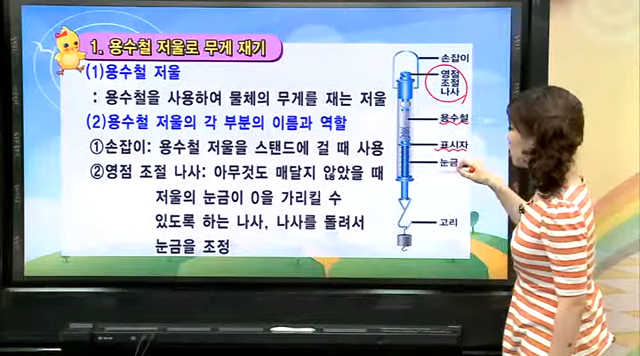 1. 용수철 저울로 무게 재기
(1)용수철 저울
: 용수철을 사용하여 물체의 무게를 재는 저울
(2)용수철 저울의 각 부분의 이름과 역할
①손잡이: 용수철 저울을 스탠드에 걸 때 사용
②영점 조절 나사: 아무것도 매달지 않았을 때
저울의 눈금이 0을 가리킬 수
있도록 하는 나사, 나사를 돌려서
눈금을 조정
손잡이
영점
조절
나사
용수철
표시자
눈금
고리